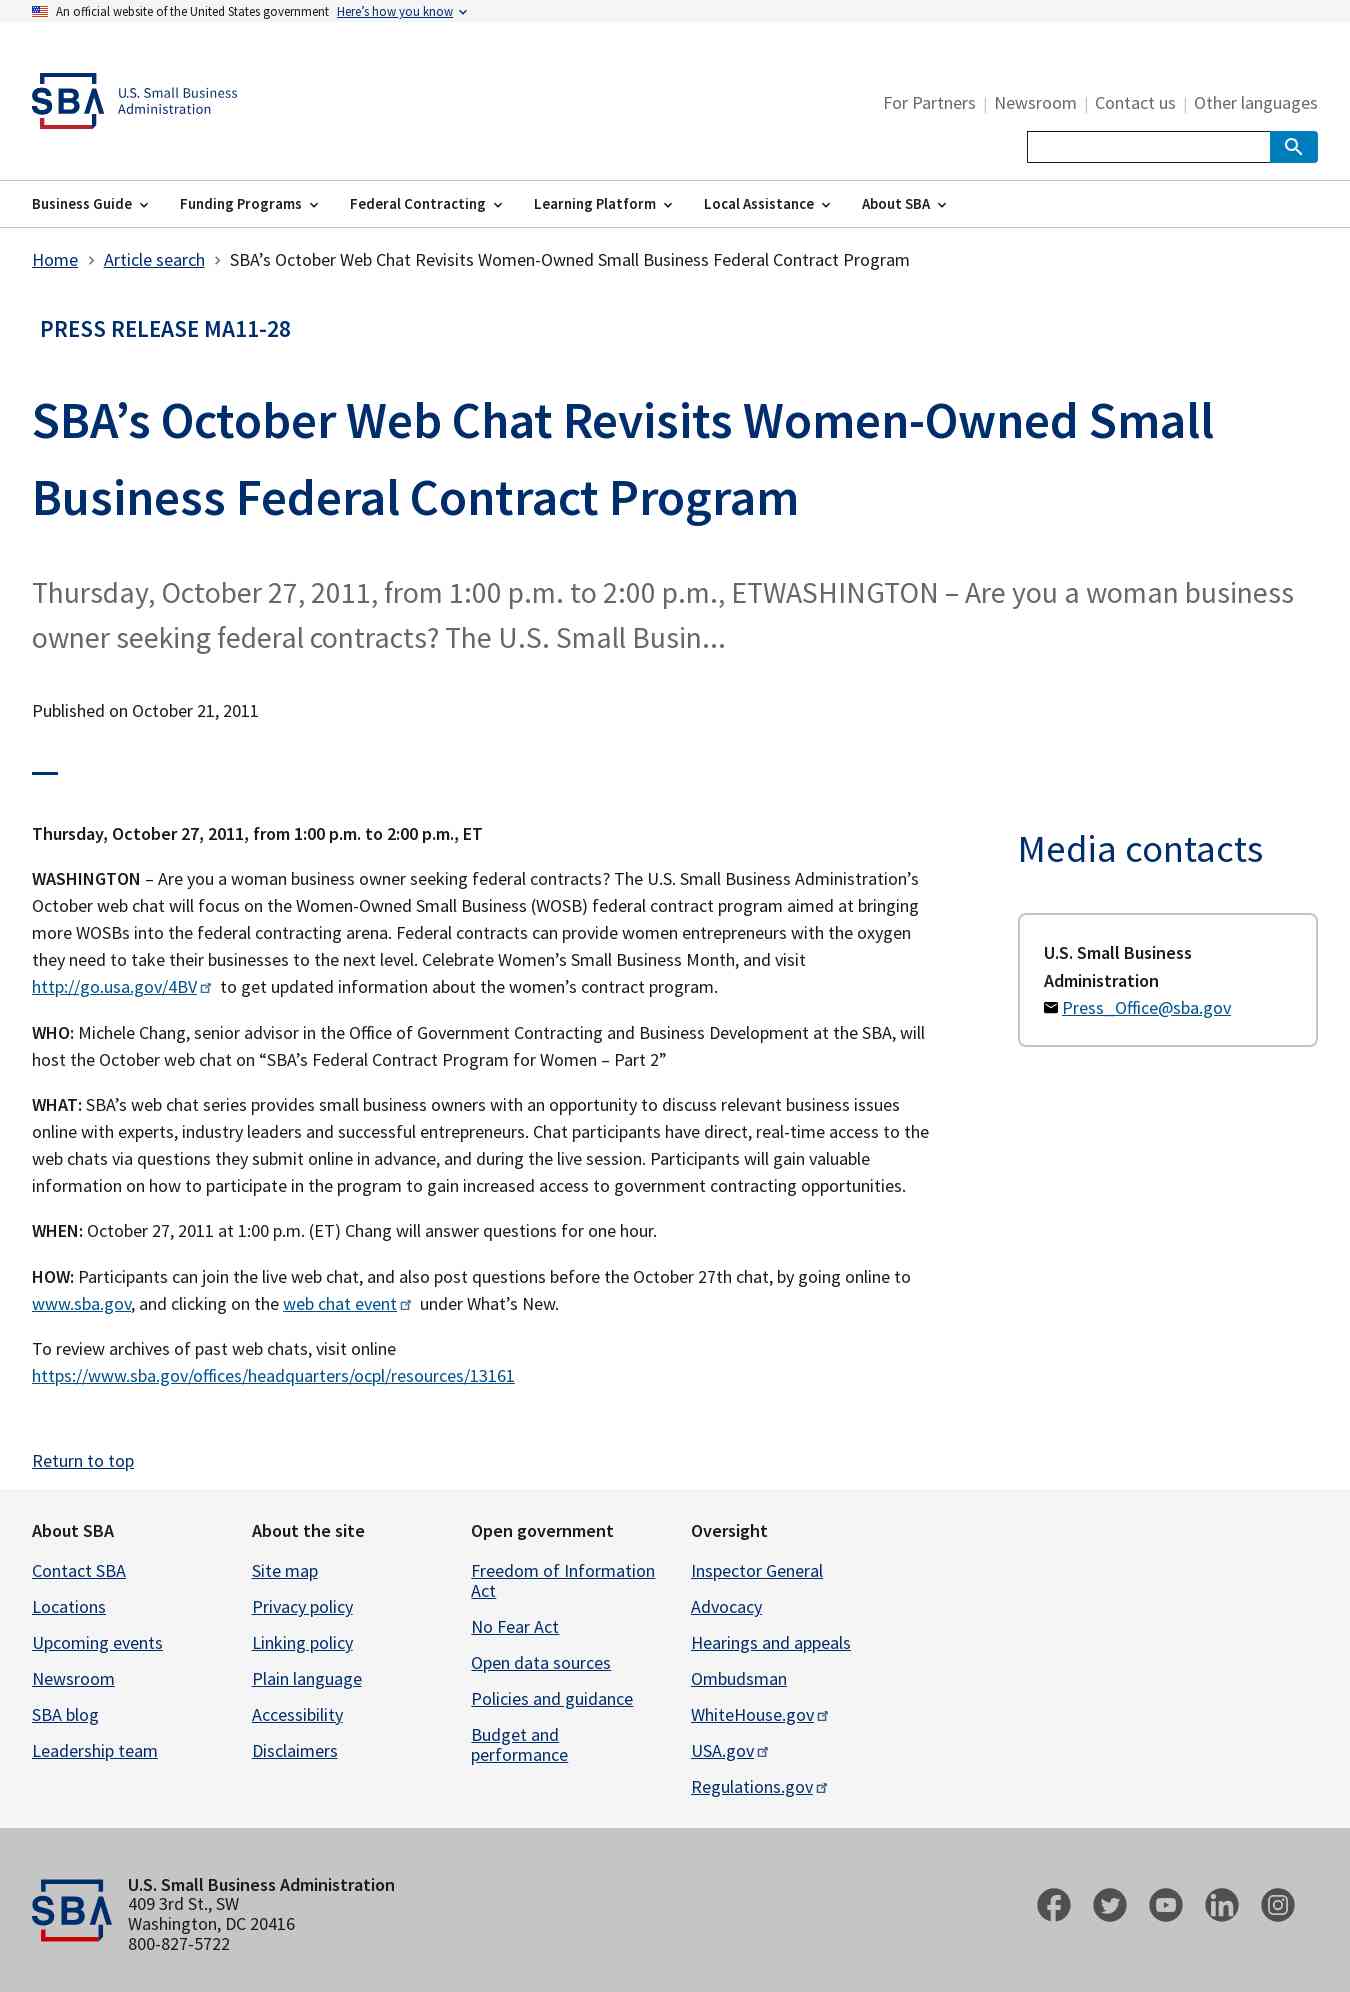 An official website of the United States government Here’s how you know
SBA U.S. Small Business
Administration
For Partners | Newsroom | Contact us | Other languages
Business Guide Funding Programs Federal Contracting Learning Platform Local Assistance About SBA
Home > Article search > SBA’s October Web Chat Revisits Women-Owned Small Business Federal Contract Program
PRESS RELEASE MA11-28
SBA’s October Web Chat Revisits Women-Owned Small
Business Federal Contract Program
Thursday, October 27, 2011, from 1:00 p.m. to 2:00 p.m., ETWASHINGTON – Are you a woman business
owner seeking federal contracts? The U.S. Small Busin...
Published on October 21, 2011
Thursday, October 27, 2011, from 1:00 p.m. to 2:00 p.m., ET
WASHINGTON – Are you a woman business owner seeking federal contracts? The U.S. Small Business Administration’s
October web chat will focus on the Women-Owned Small Business (WOSB) federal contract program aimed at bringing
more WOSBs into the federal contracting arena. Federal contracts can provide women entrepreneurs with the oxygen
they need to take their businesses to the next level. Celebrate Women’s Small Business Month, and visit
http://go.usa.gov/4BV to get updated information about the women’s contract program.
WHO: Michele Chang, senior advisor in the Office of Government Contracting and Business Development at the SBA, will
host the October web chat on “SBA’s Federal Contract Program for Women – Part 2”
WHAT: SBA’s web chat series provides small business owners with an opportunity to discuss relevant business issues
online with experts, industry leaders and successful entrepreneurs. Chat participants have direct, real-time access to the
web chats via questions they submit online in advance, and during the live session. Participants will gain valuable
information on how to participate in the program to gain increased access to government contracting opportunities.
WHEN: October 27, 2011 at 1:00 p.m. (ET) Chang will answer questions for one hour.
HOW: Participants can join the live web chat, and also post questions before the October 27th chat, by going online to
www.sba.gov, and clicking on the web chat event under What’s New.
To review archives of past web chats, visit online
https://www.sba.gov/offices/headquarters/ocpl/resources/13161
Media contacts
U.S. Small Business
Administration
Press_Office@sba.gov
Return to top
About SBA
Contact SBA
Locations
Upcoming events
Newsroom
SBA blog
Leadership team
About the site
Site map
Privacy policy
Linking policy
Plain language
Accessibility
Disclaimers
Open government
Freedom of Information
Act
No Fear Act
Open data sources
Policies and guidance
Budget and
performance
Oversight
Inspector General
Advocacy
Hearings and appeals
Ombudsman
WhiteHouse.gov
USA.gov
Regulations.gov
SBA
U.S. Small Business Administration
409 3rd St., SW
Washington, DC 20416
800-827-5722